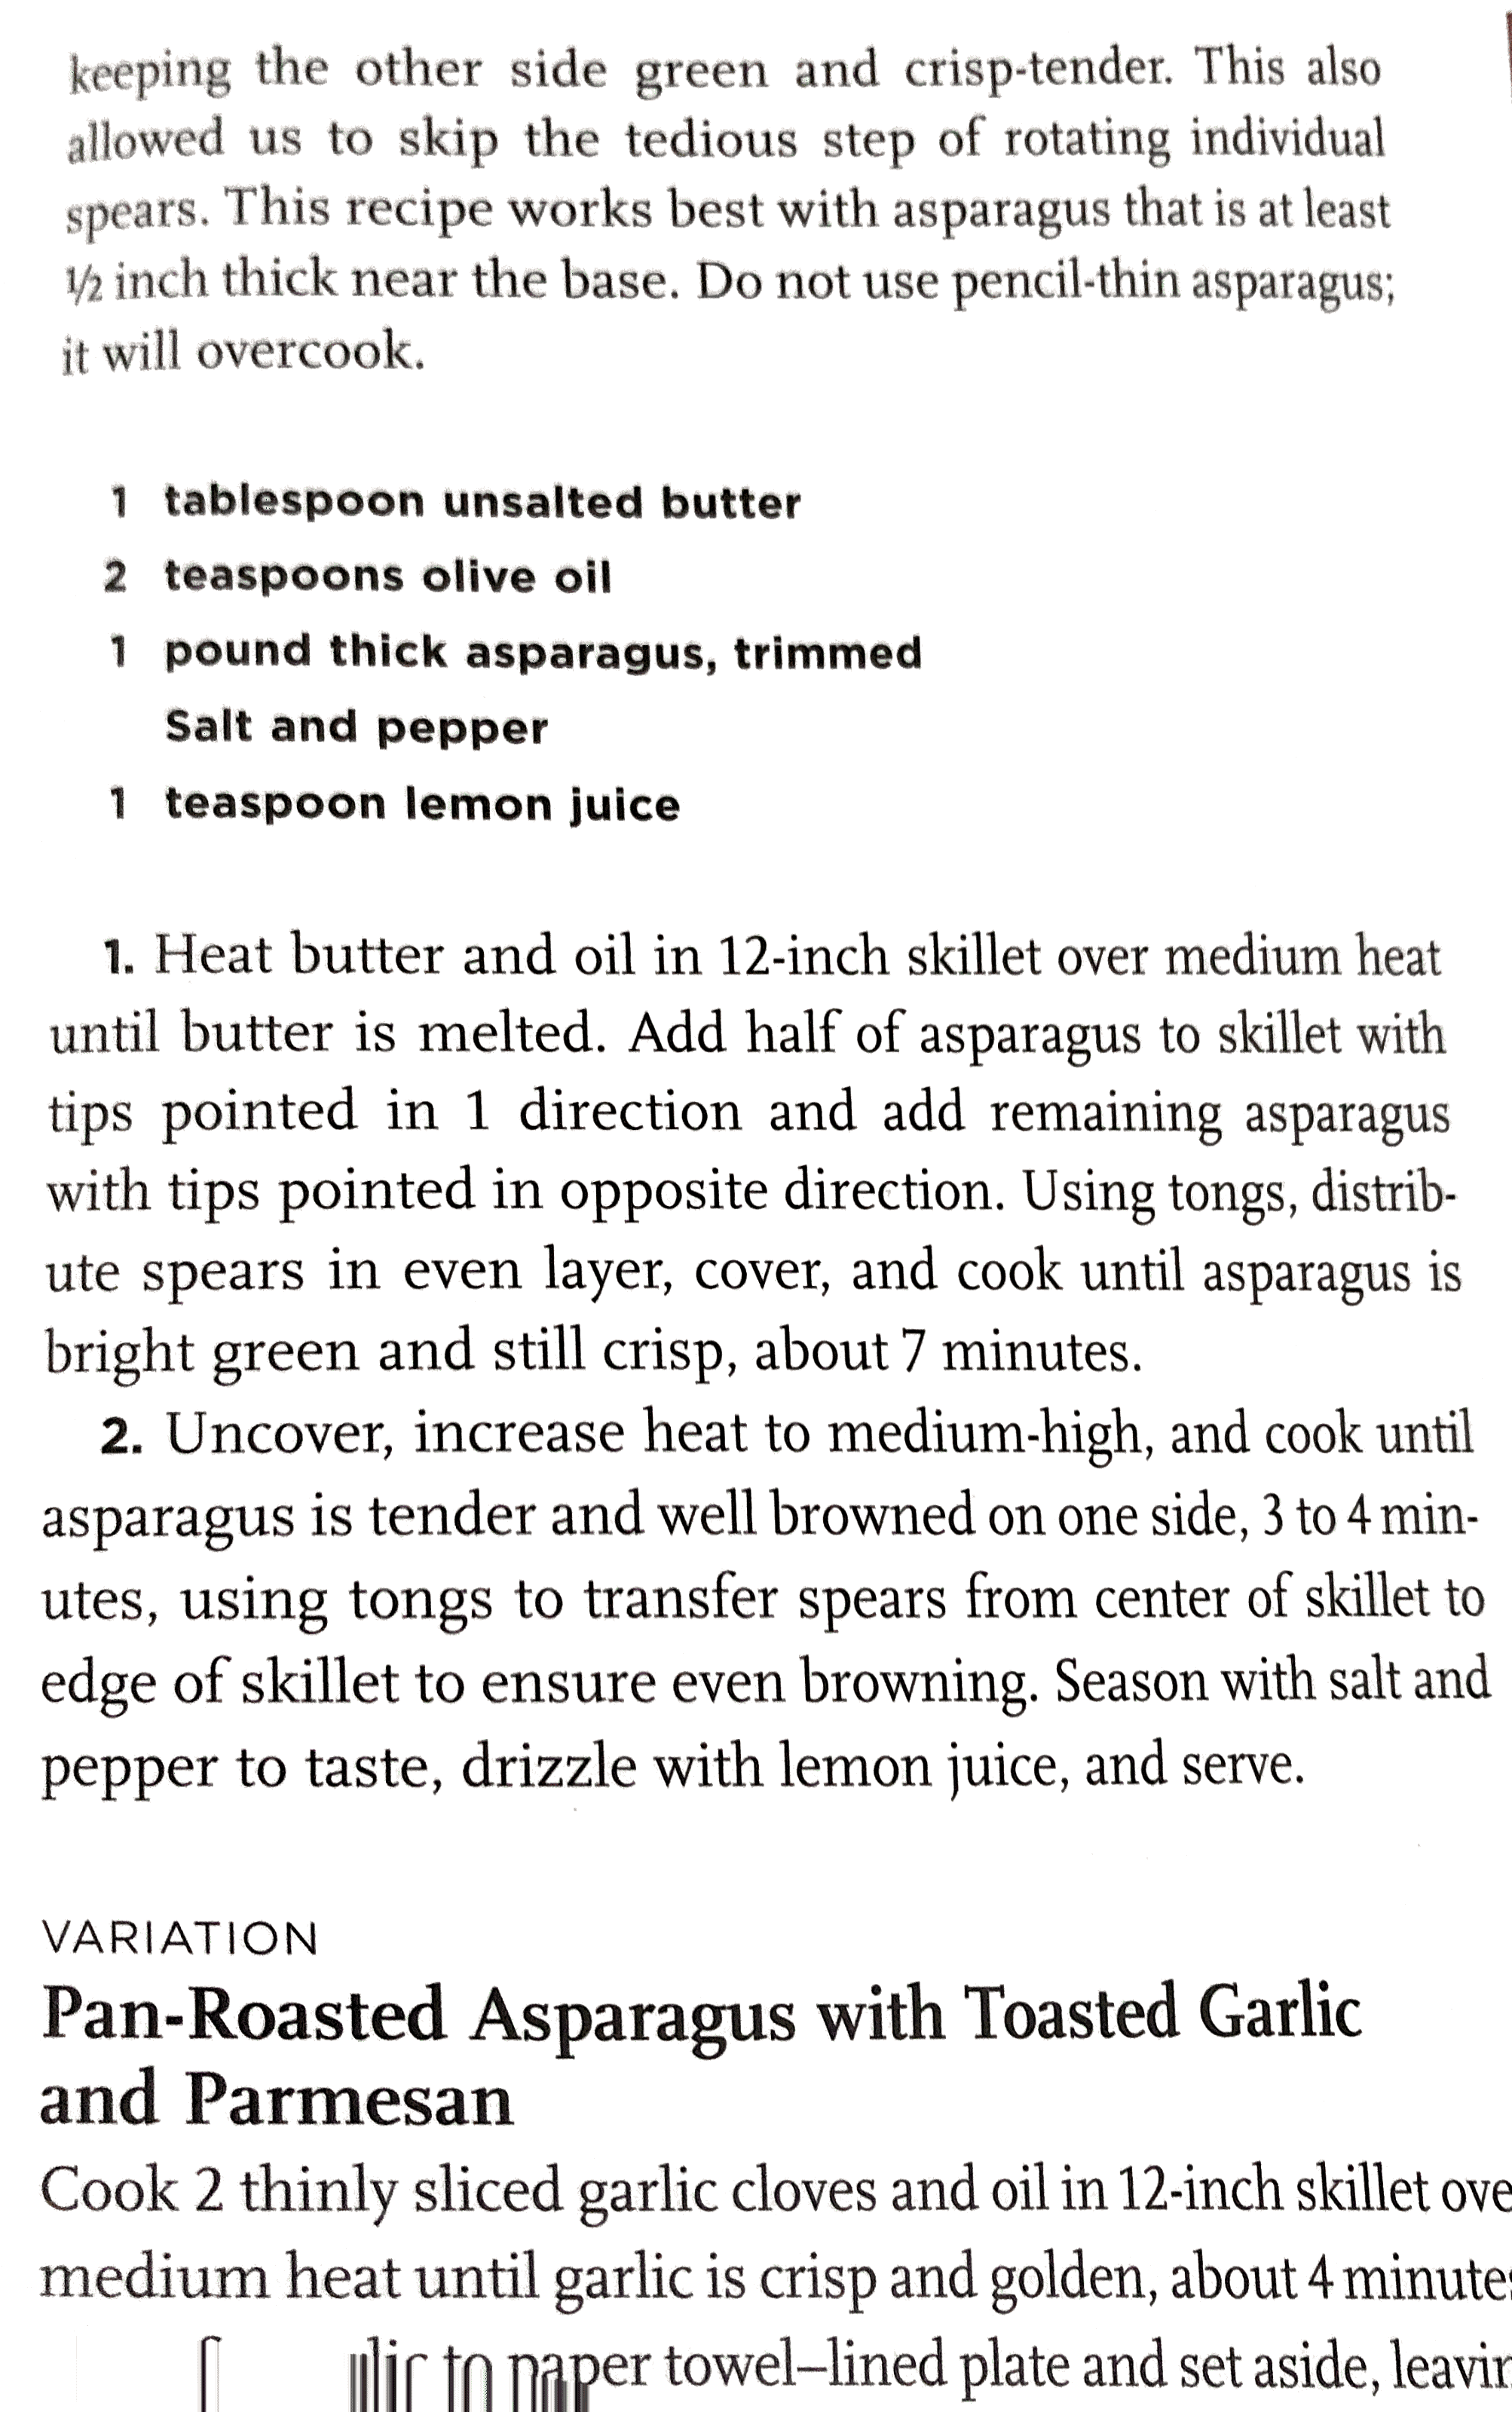 keeping the other side green and crisp-tender. This also
allowed us to skip the tedious step of rotating individual
spears. This recipe works best with asparagus that is at least
½ inch thick near the base. Do not use pencil-thin asparagus;
it will overcook.
1 tablespoon unsalted butter
2 teaspoons olive oil
1 pound thick asparagus, trimmed
Salt and pepper
1 teaspoon lemon juice
1. Heat butter and oil in 12-inch skillet over medium heat
until butter is melted. Add half of asparagus to skillet with
tips pointed in 1 direction and add remaining asparagus
with tips pointed in opposite direction. Using tongs, distrib-
ute spears in even layer, cover, and cook until asparagus is
bright green and still crisp, about 7 minutes.
2. Uncover, increase heat to medium-high, and cook until
asparagus is tender and well browned on one side, 3 to 4 min-
utes, using tongs to transfer spears from center of skillet to
edge of skillet to ensure even browning. Season with salt and
pepper to taste, drizzle with lemon juice, and serve.
VARIATION
Pan-Roasted Asparagus with Toasted Garlic
and Parmesan
Cook 2 thinly sliced garlic cloves and oil in 12-inch skillet ove
medium heat until garlic is crisp and golden, about 4 minute
to paper towel–lined plate and set aside, leavin